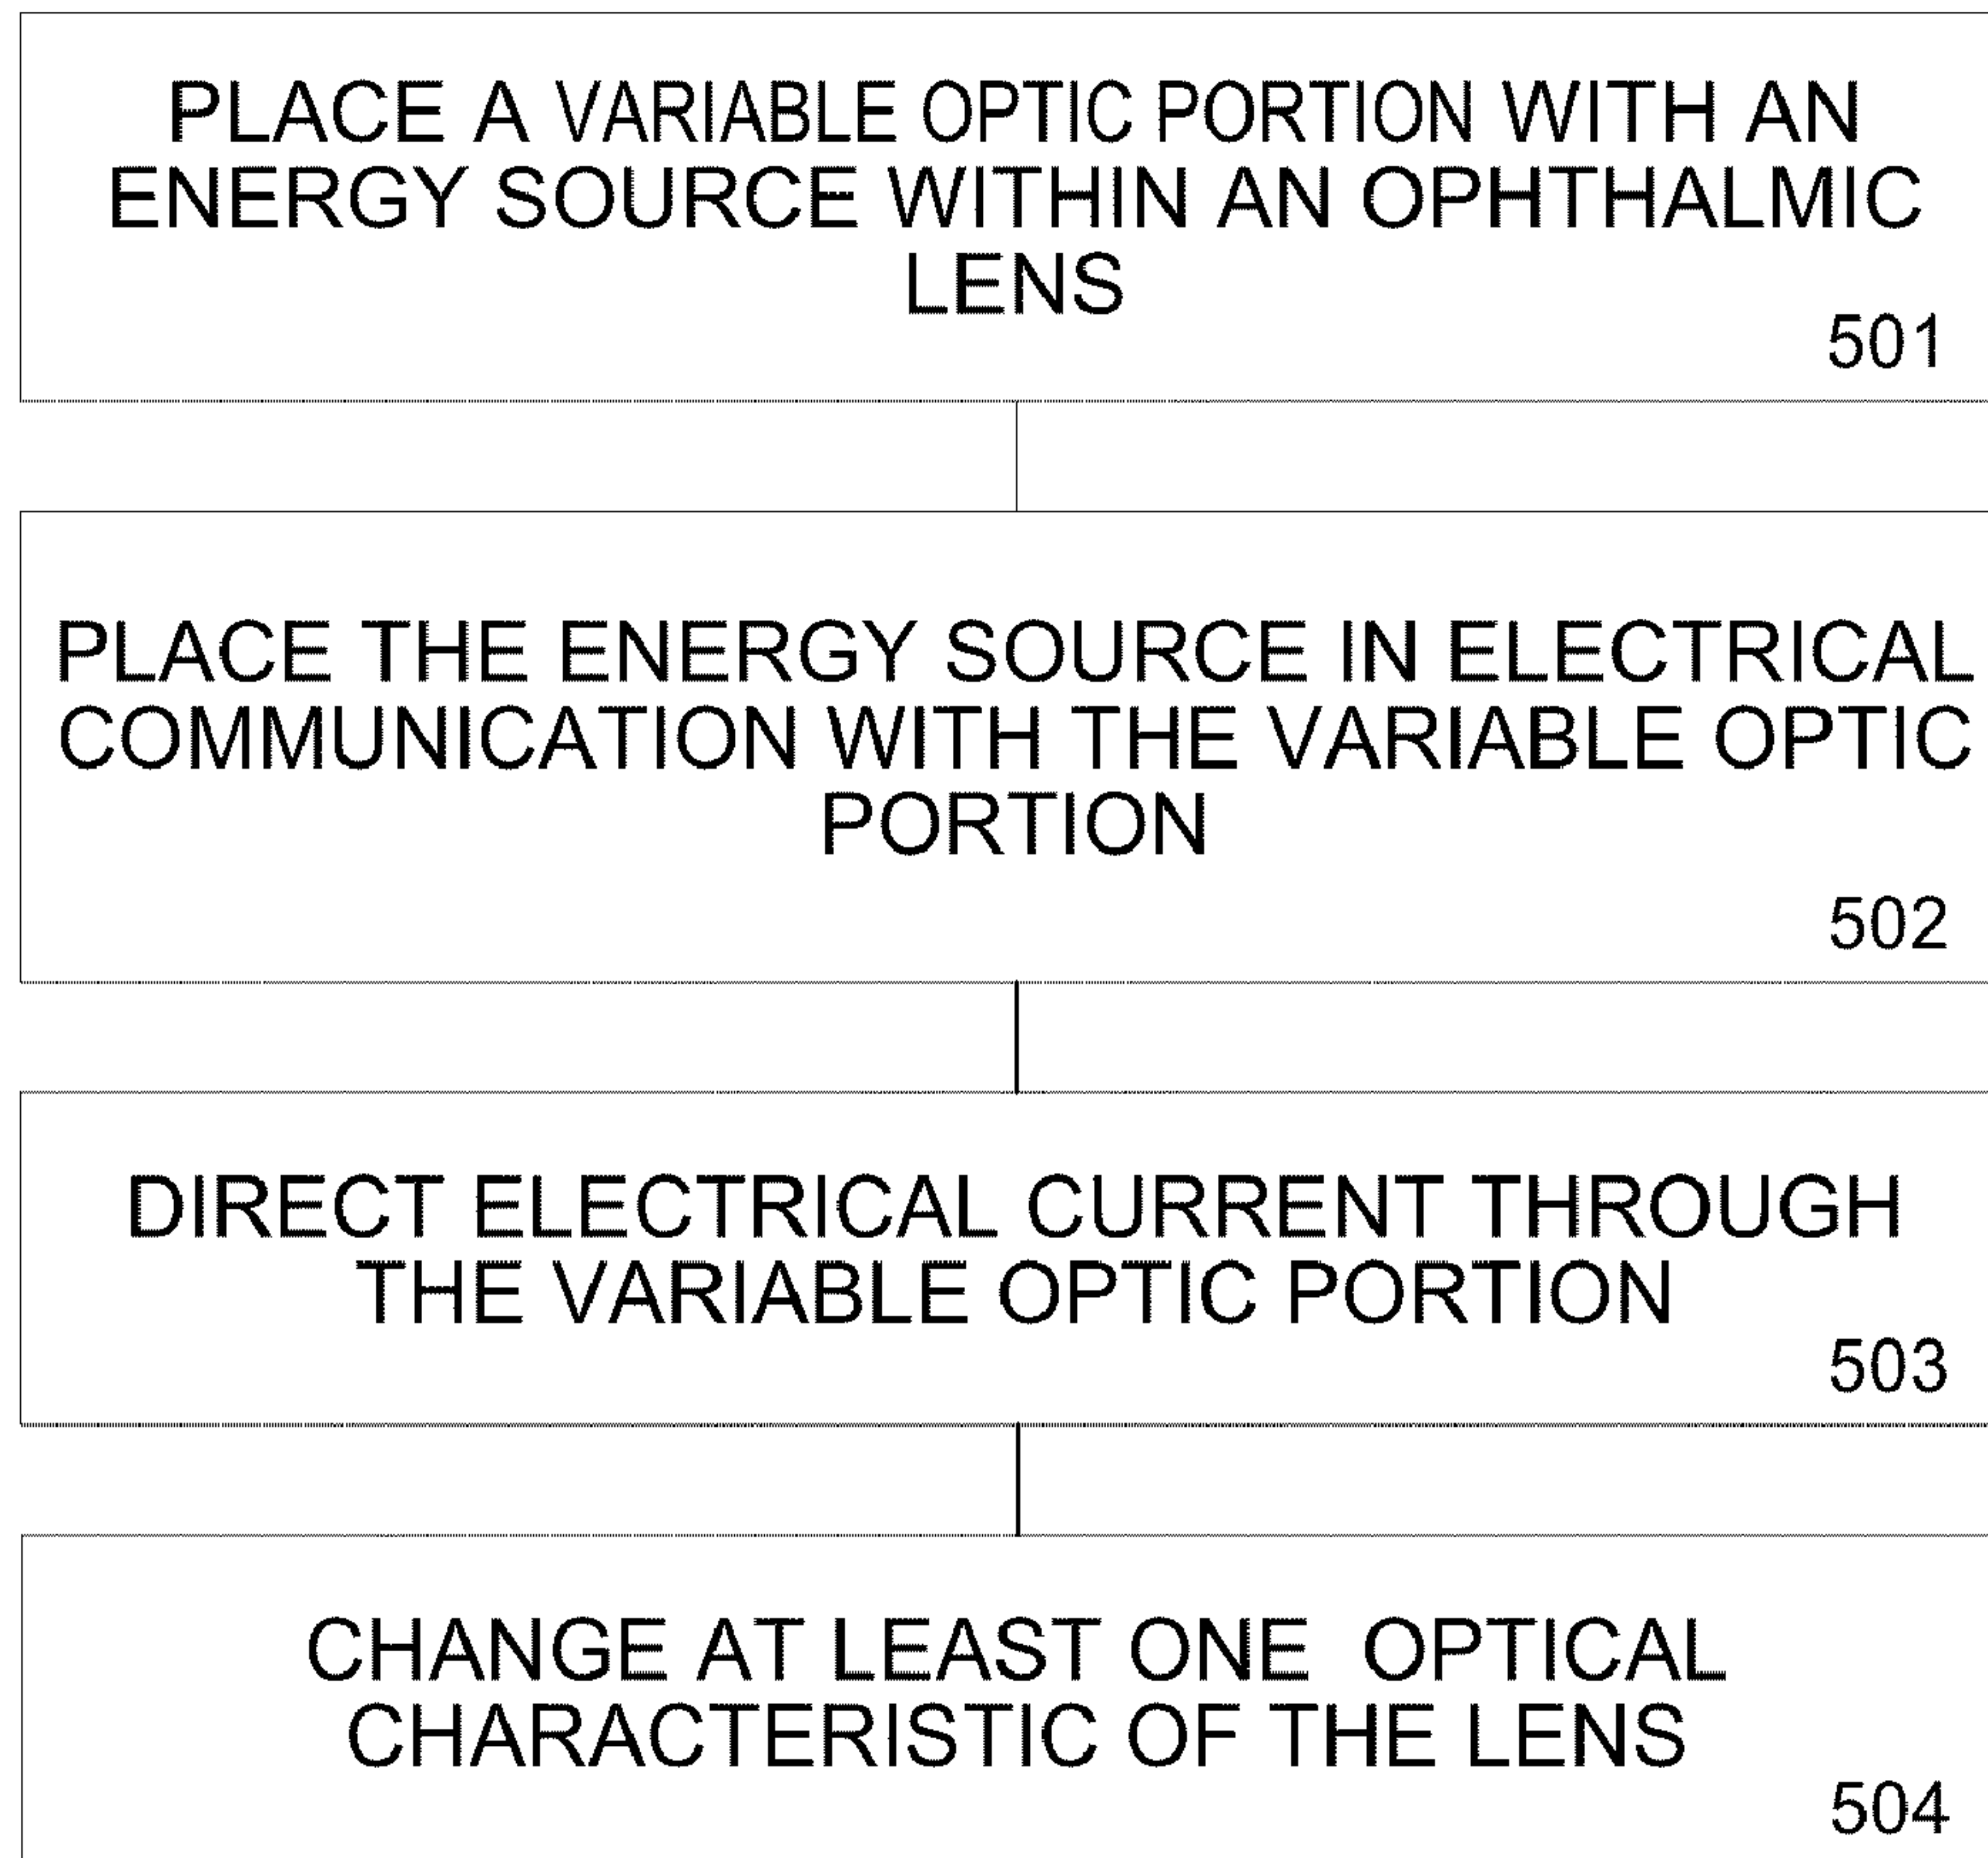 PLACE A VARIABLE OPTIC PORTION WITH AN
ENERGY SOURCE WITHIN AN OPHTHALMIC
LENS
501
PLACE THE ENERGY SOURCE IN ELECTRICAL
COMMUNICATION WITH THE VARIABLE OPTIC
PORTION
502
DIRECT ELECTRICAL CURRENT THROUGH
THE VARIABLE OPTIC PORTION
503
CHANGE AT LEAST ONE OPTICAL
CHARACTERISTIC OF THE LENS
504